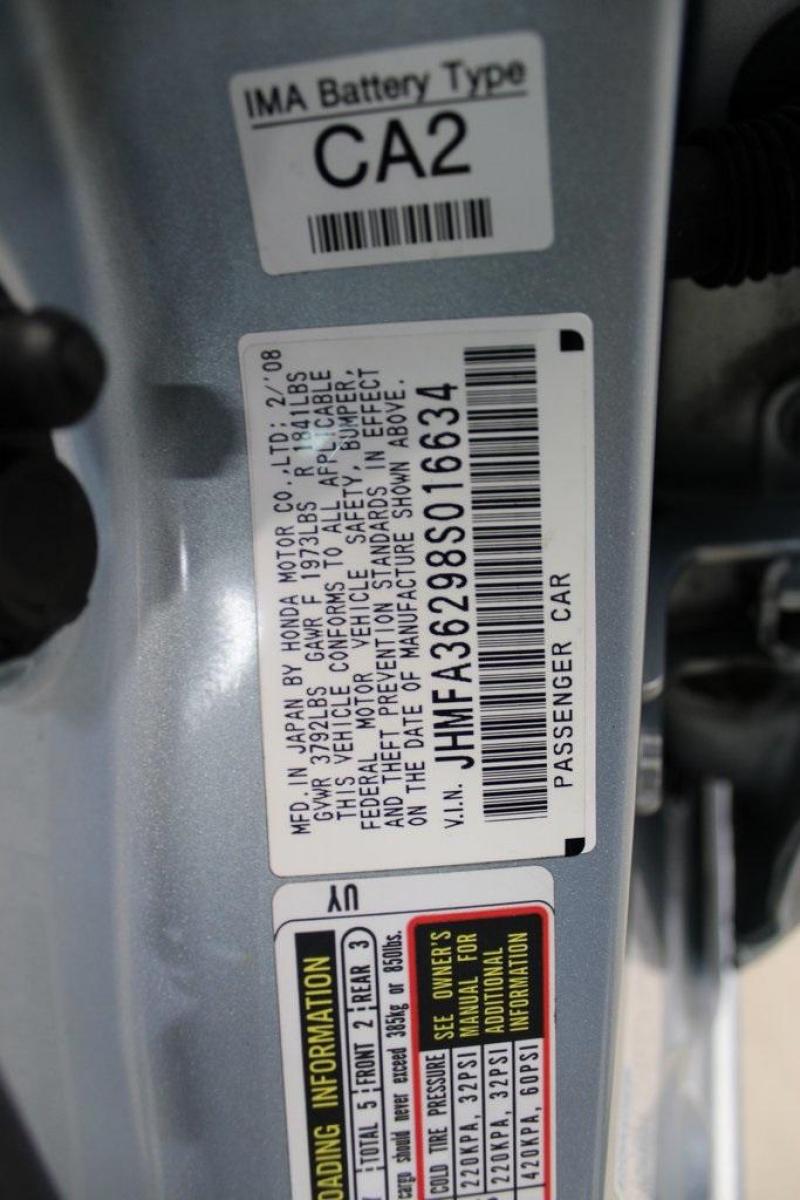 IMA Battery Type
CA2
MFD. IN JAPAN BY HONDA MOTOR CO.,LTD; 2/'08
GVWR 3792LBS GAWR F 1973LBS R 1841LBS
THIS VEHICLE CONFORMS TO ALL APPLICABLE
FEDERAL MOTOR VEHICLE SAFETY, BUMPER,
AND THEFT PREVENTION STANDARDS IN EFFECT
ON THE DATE OF MANUFACTURE SHOWN ABOVE.
V.I.N. JHMFA36298S016634
PASSENGER CAR
UY
INFORMATION
TOTAL 5 FRONT 2 REAR 3
cargo should never exceed 385kg or 850lbs.
COLD TIRE PRESSURE
220KPA, 32PSI
220KPA, 32PSI
420KPA, 60PSI
SEE OWNER'S
MANUAL FOR
ADDITIONAL
INFORMATION